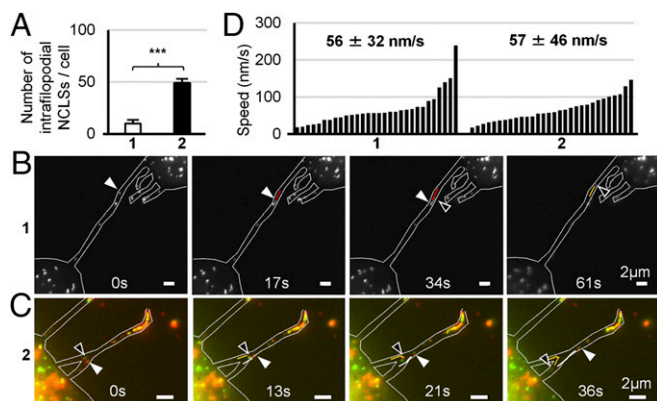 A
Number of
intrafilopodial
NCLSs / cell
100
50
0
***
1
2
D
Speed (nm/s)
300
200
100
0
56 ± 32 nm/s
57 ± 46 nm/s
1
2
B
1
0s
17s
34s
61s
2µm
C
2
0s
13s
21s
36s
2µm